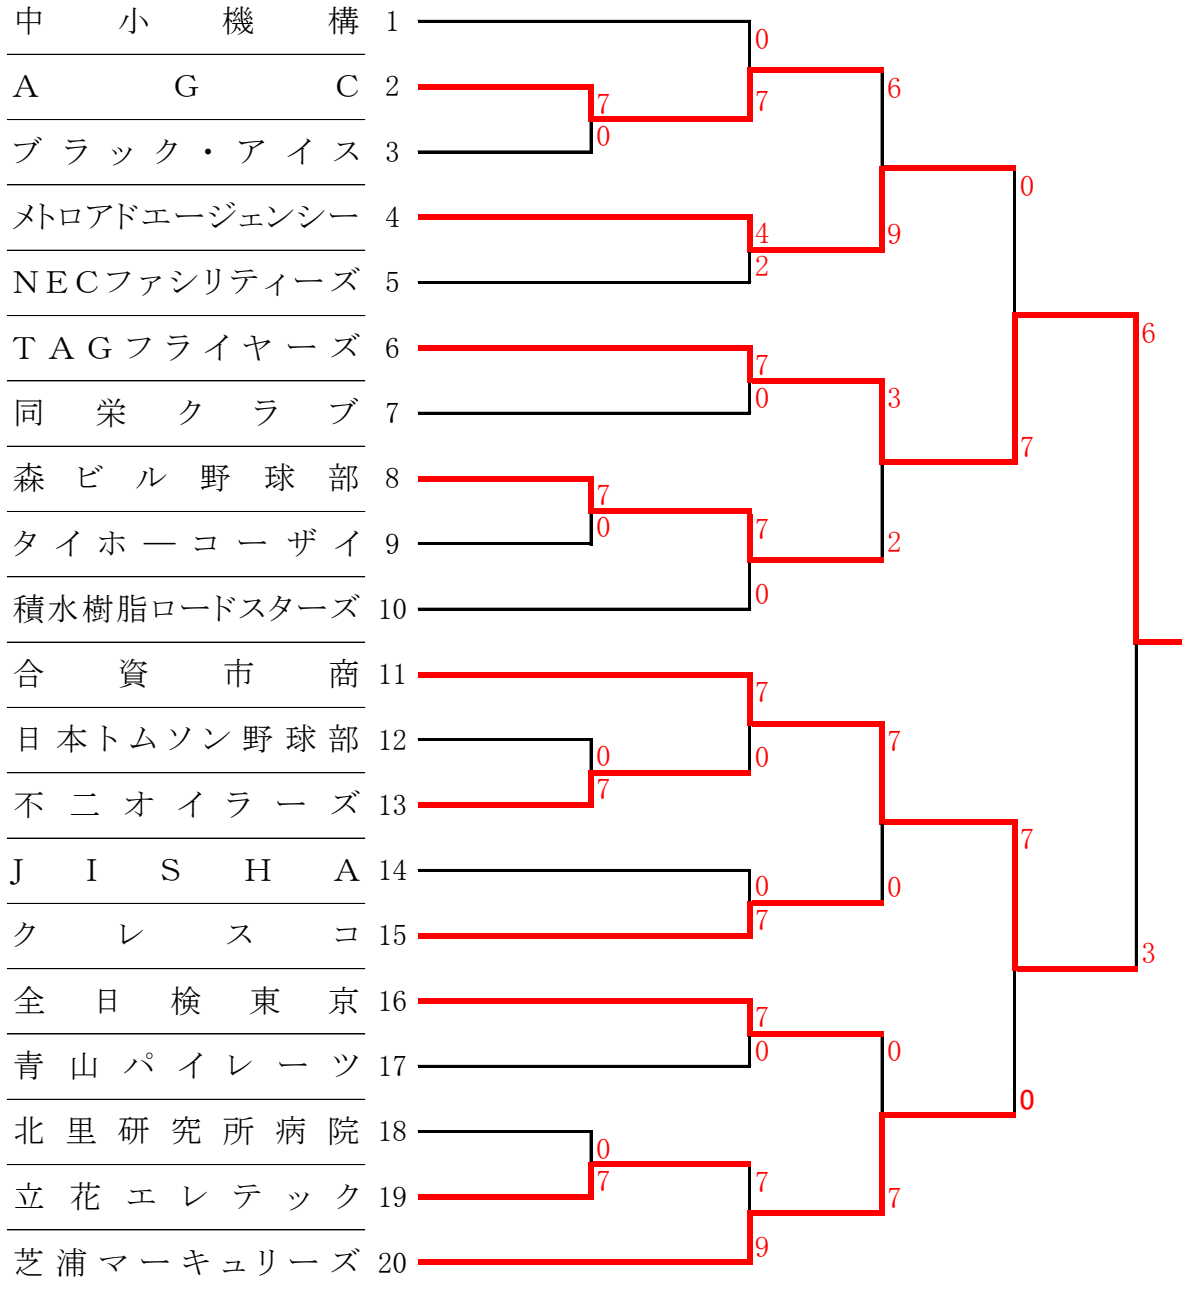 中小機構 1
AGC 2
ブラック・アイス 3
メトロアドエージェンシー 4
NECファシリティーズ 5
TAGフライヤーズ 6
同栄クラブ 7
森ビル野球部 8
タイホーコーザイ 9
積水樹脂ロードスターズ 10
合資市商 11
日本トムソン野球部 12
不二オイラーズ 13
JISHA 14
クレスコ 15
全日検東京 16
青山パイレーツ 17
北里研究所病院 18
立花エレテック 19
芝浦マーキュリーズ 20
7
0
7
0
0
7
0
7
0
7
4
2
7
0
7
0
7
0
0
7
7
0
7
9
6
9
3
2
7
0
0
7
0
7
7
0
6
3